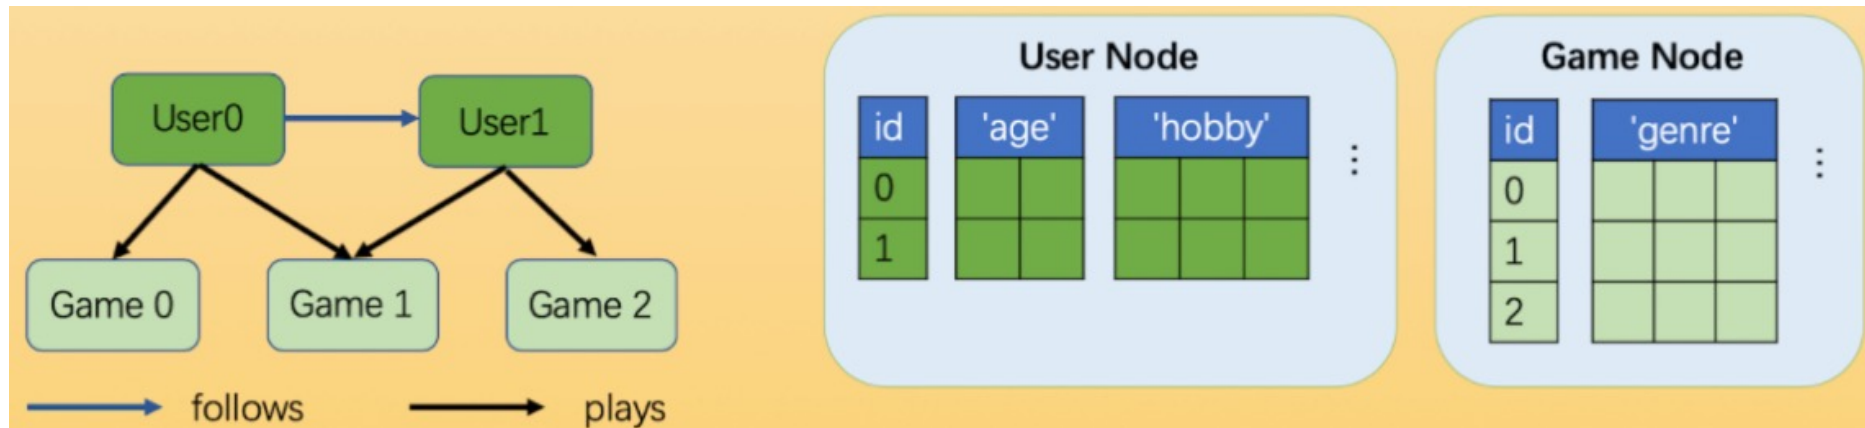 User0
User1
Game 0
Game 1
Game 2
follows
plays
User Node
id
'age'
'hobby'
...
0
1
Game Node
id
'genre'
...
0
1
2